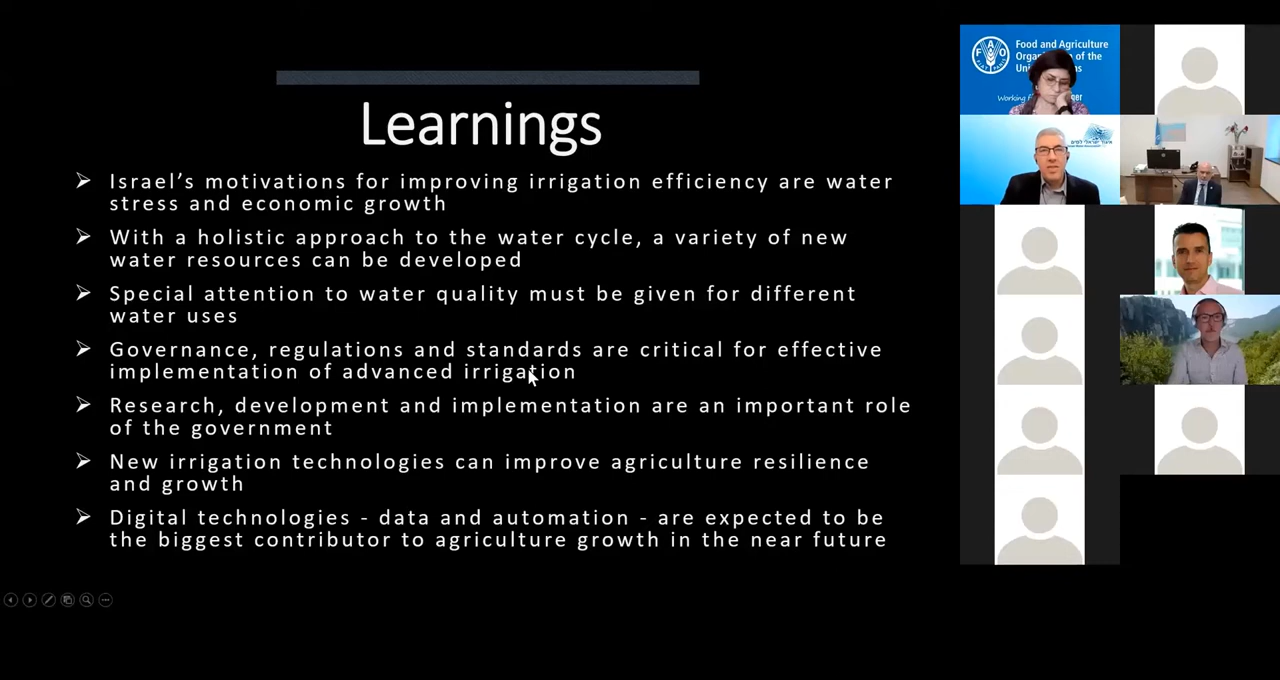 Learnings
➢ Israel's motivations for improving irrigation efficiency are water
stress and economic growth
➢ With a holistic approach to the water cycle, a variety of new
water resources can be developed
➢ Special attention to water quality must be given for different
water uses
➢ Governance, regulations and standards are critical for effective
implementation of advanced irrigation
➢ Research, development and implementation are an important role
of the government
➢ New irrigation technologies can improve agriculture resilience
and growth
➢ Digital technologies - data and automation - are expected to be
the biggest contributor to agriculture growth in the near future
Food and Agriculture
of the
Working
FAO
איגוד ישראלי למים